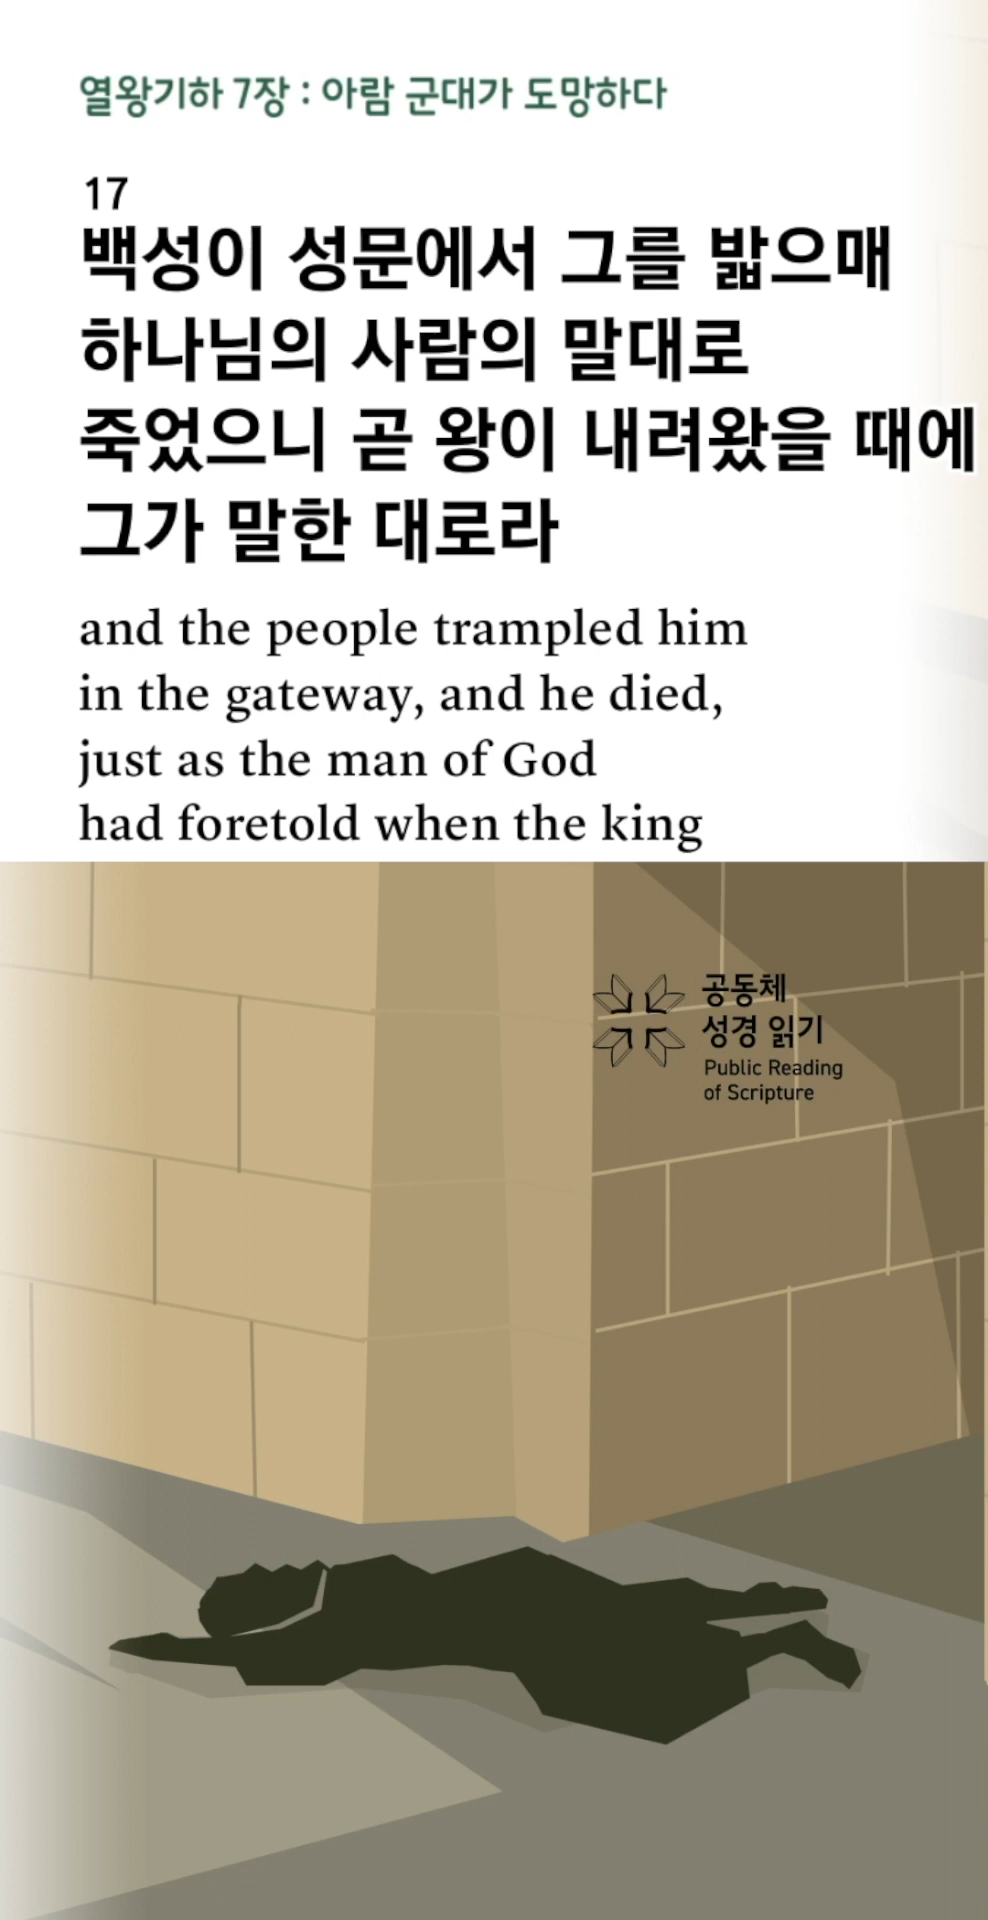 열왕기하 7장 : 아람 군대가 도망하다
17
백성이 성문에서 그를 밟으매
하나님의 사람의 말대로
죽었으니 곧 왕이 내려왔을 때에
그가 말한 대로라
and the people trampled him
in the gateway, and he died,
just as the man of God
had foretold when the king
공동체
성경 읽기
Public Reading
of Scripture